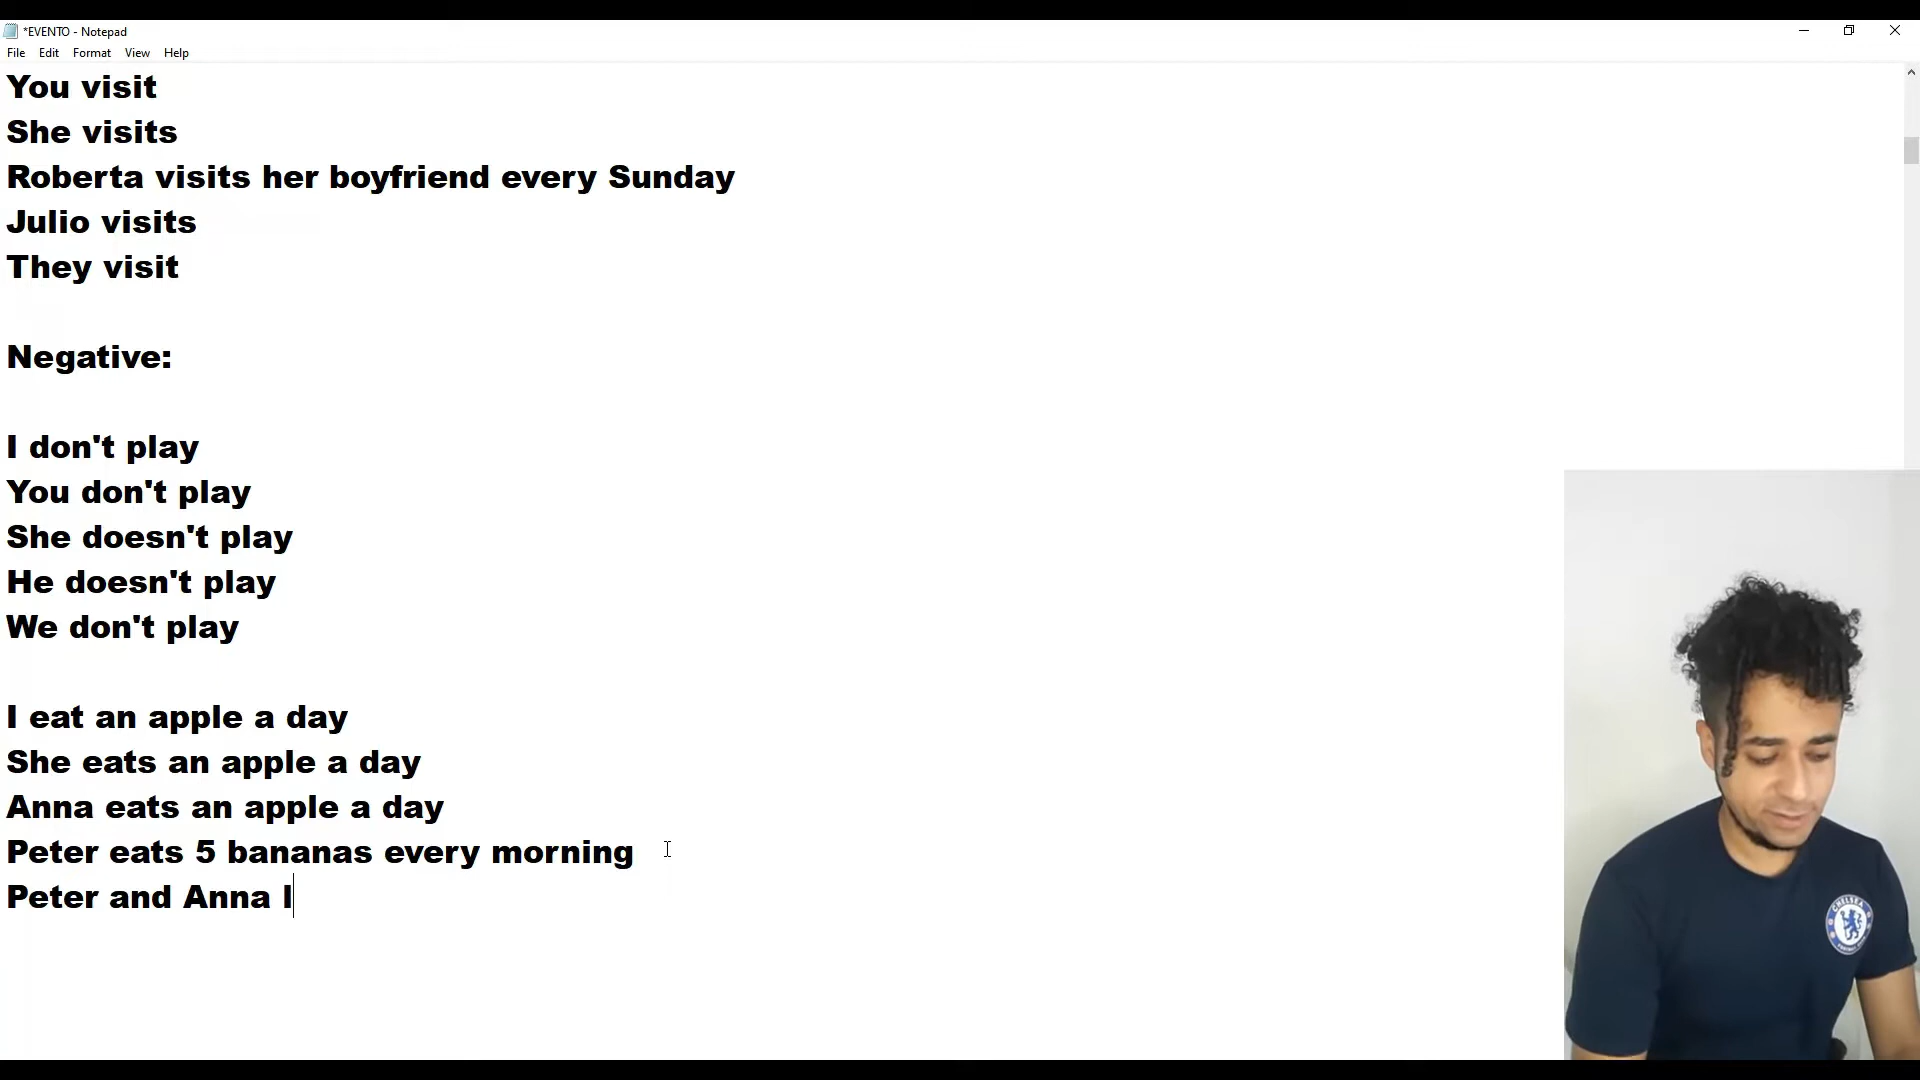 *EVENTO - Notepad
File Edit Format View Help
You visit
She visits
Roberta visits her boyfriend every Sunday
Julio visits
They visit
Negative:
I don't play
You don't play
She doesn't play
He doesn't play
We don't play
I eat an apple a day
She eats an apple a day
Anna eats an apple a day
Peter eats 5 bananas every morning
Peter and Anna l
CHELSEA
FOOTBALL CLUB